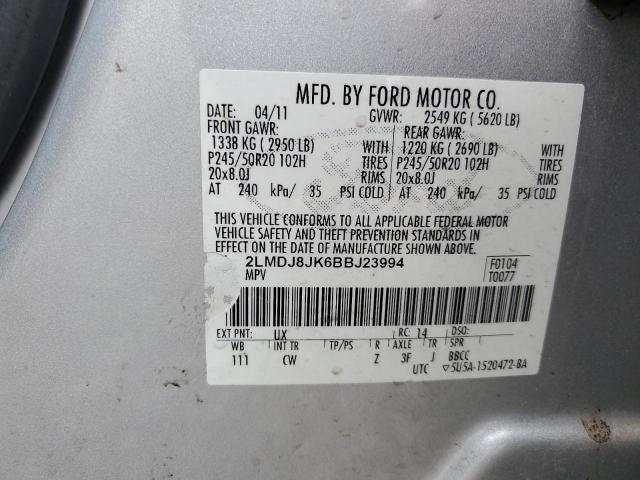 MFD. BY FORD MOTOR CO.
DATE: 04/11 GVWR: 2549 KG ( 5620 LB)
FRONT GAWR: REAR GAWR:
1338 KG ( 2950 LB) WITH 1220 KG ( 2690 LB) WITH
P245/50R20 102H TIRES P245/50R20 102H TIRES
20x8.0J RIMS 20x8.0J RIMS
AT 240 kPa/ 35 PSI COLD AT 240 kPa/ 35 PSI COLD
THIS VEHICLE CONFORMS TO ALL APPLICABLE FEDERAL MOTOR
VEHICLE SAFETY AND THEFT PREVENTION STANDARDS IN
EFFECT ON THE DATE OF MANUFACTURE SHOWN ABOVE.
2LMDJ8JK6BBJ23994 F0104
MPV T0077
EXT PNT: UX RC: 14 DSO:
WB INT TR TP/PS R AXLE TR SPR
111 CW Z 3F J BBCC
UTC ▽5U5A-1520472-BA